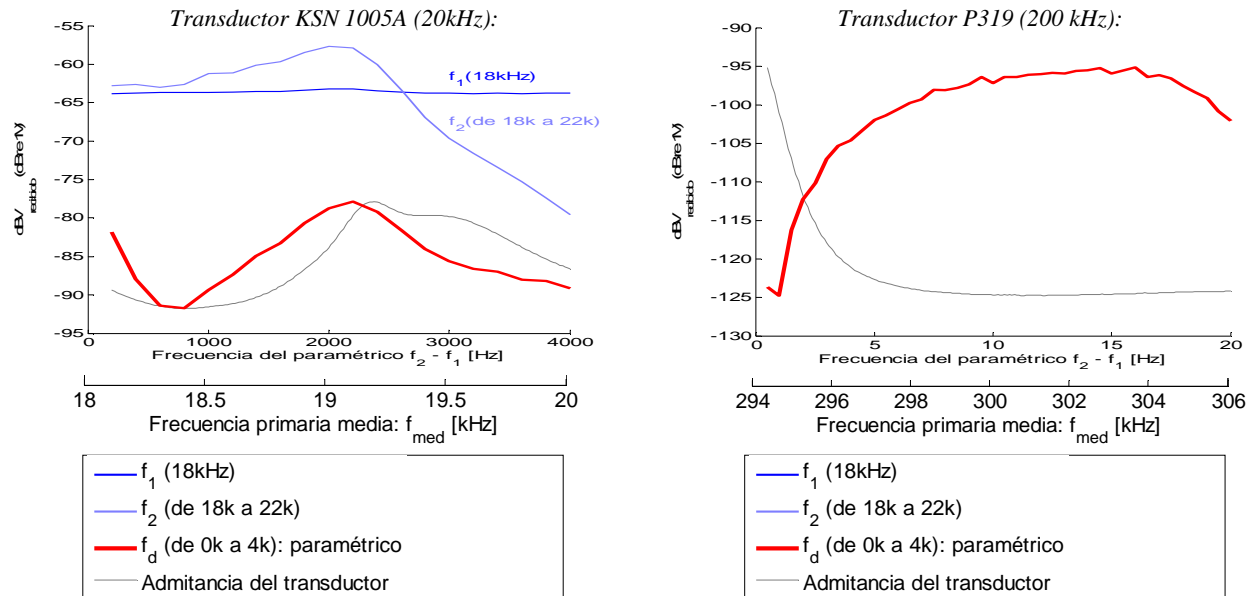 Transductor KSN 1005A (20kHz):
-55
-60
-65
-70
-75
-80
-85
-90
-95
f1(18kHz)
f2(de 18k a 22k)
0
1000
2000
3000
4000
Frecuencia del paramétrico f2 - f1 [Hz]
18
18.5
19
19.5
20
Frecuencia primaria media: fmed [kHz]
f1 (18kHz)
f2 (de 18k a 22k)
fd (de 0k a 4k): paramétrico
Admitancia del transductor
Transductor P319 (200 kHz):
-90
-95
-100
-105
-110
-115
-120
-125
-130
0
5
10
15
20
Frecuencia del paramétrico f2 - f1 [Hz]
294
296
298
300
302
304
306
Frecuencia primaria media: fmed [kHz]
f1 (18kHz)
f2 (de 18k a 22k)
fd (de 0k a 4k): paramétrico
Admitancia del transductor